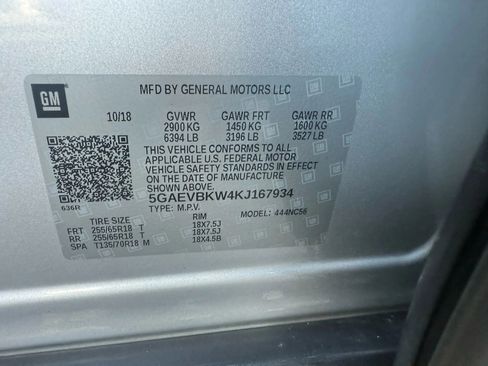 GM
MFD BY GENERAL MOTORS LLC
10/18 GVWR GAWR FRT GAWR RR
2900 KG 1450 KG 1600 KG
6394 LB 3196 LB 3527 LB
THIS VEHICLE CONFORMS TO ALL
APPLICABLE U.S. FEDERAL MOTOR
VEHICLE SAFETY STANDARDS IN EFFECT
ON THE DATE OF MANUFACTURE
SHOWN ABOVE.
5GAEVBKW4KJ167934
TYPE: M.P.V. MODEL: 444NC56
636R
TIRE SIZE RIM
FRT 255/65R18 T 18X7.5J
RR 255/65R18 T 18X7.5J
SPA T135/70R18 M 18X4.5B